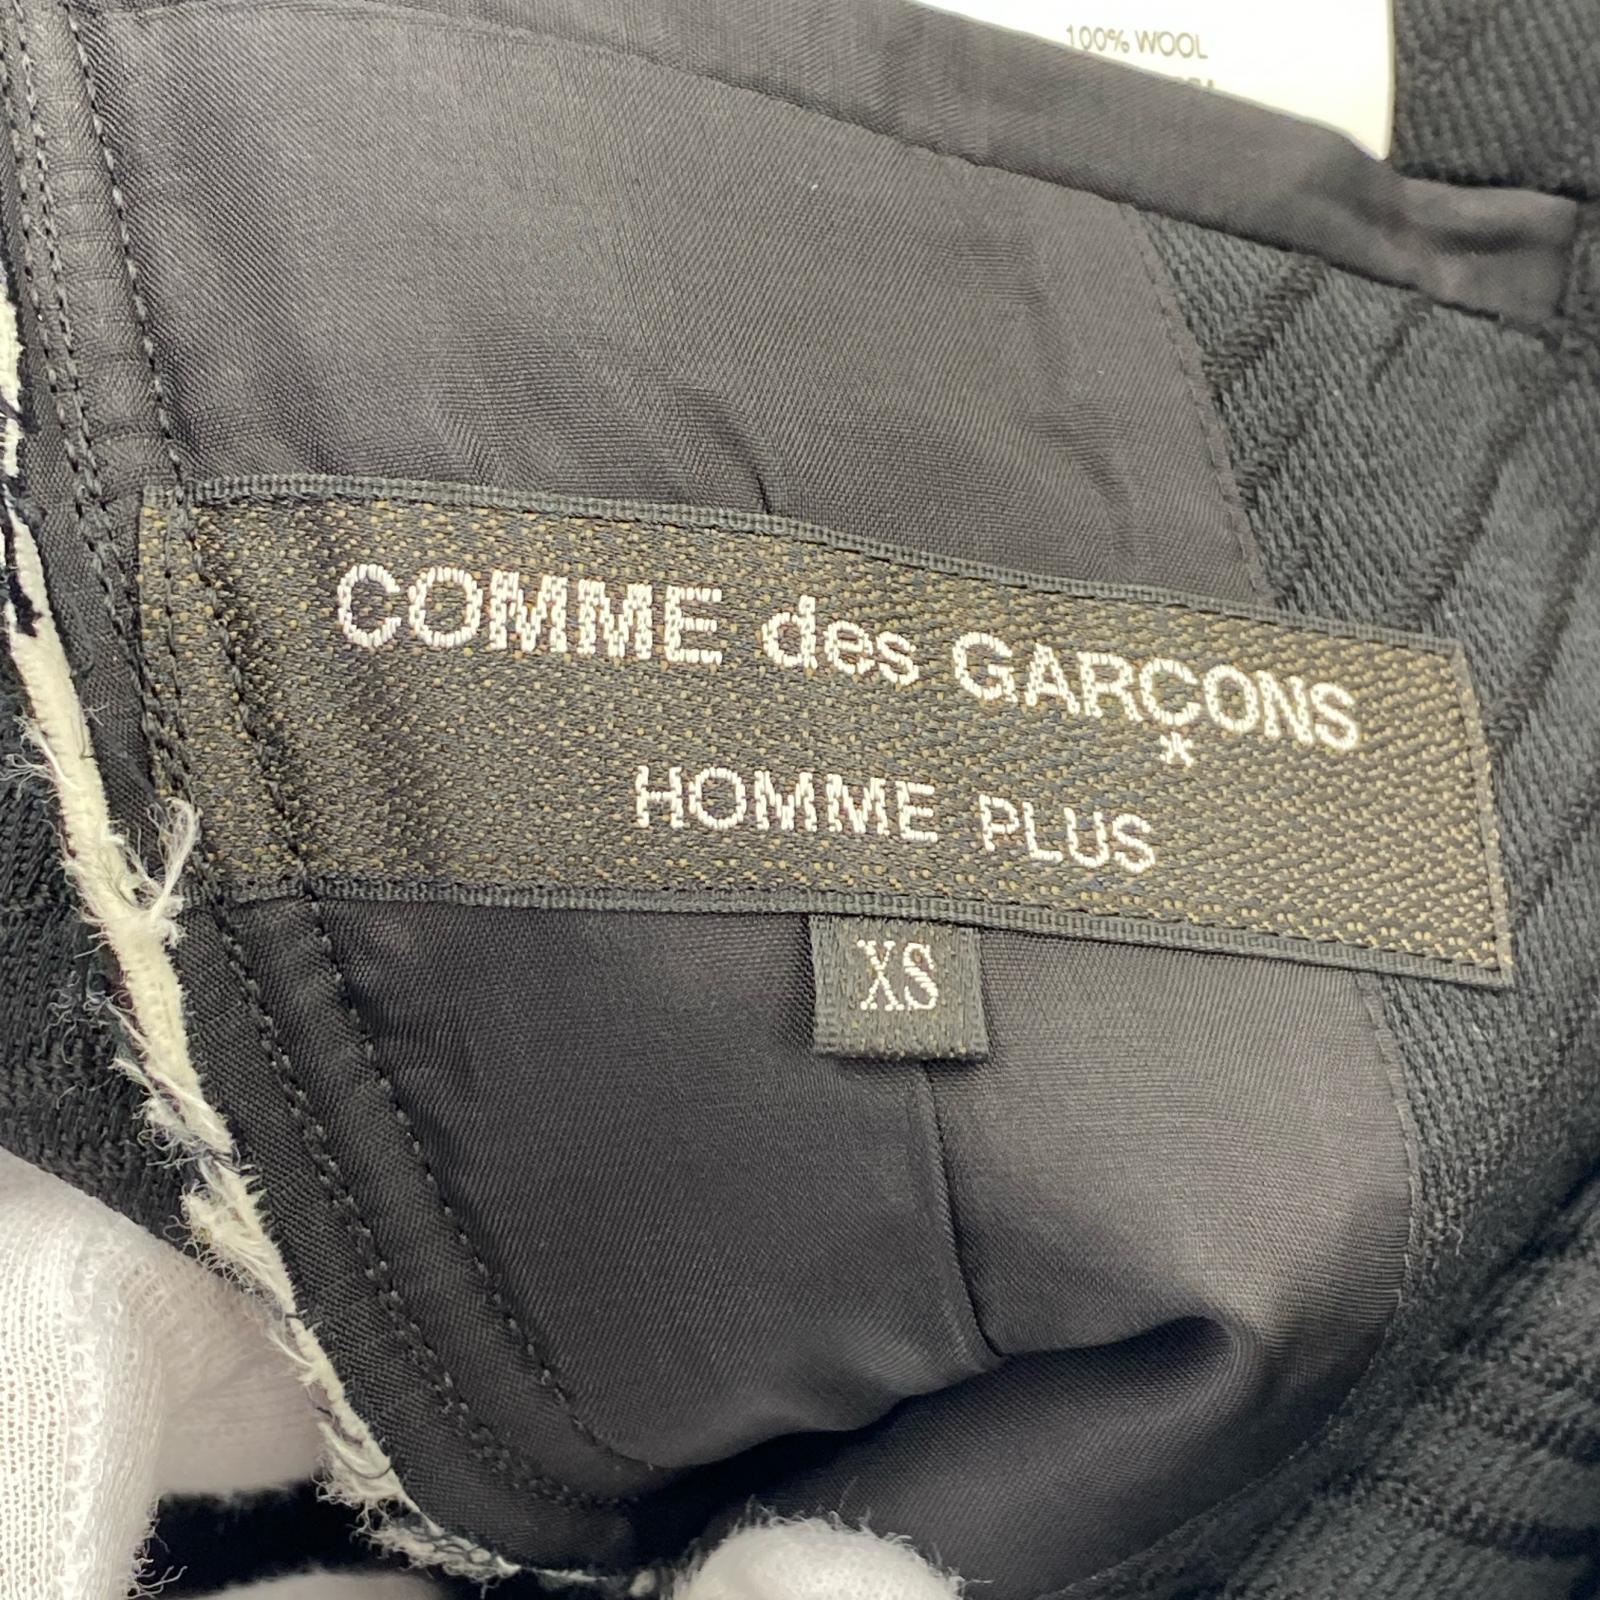 100% WOOL
COMME des GARÇONS
HOMME PLUS
XS